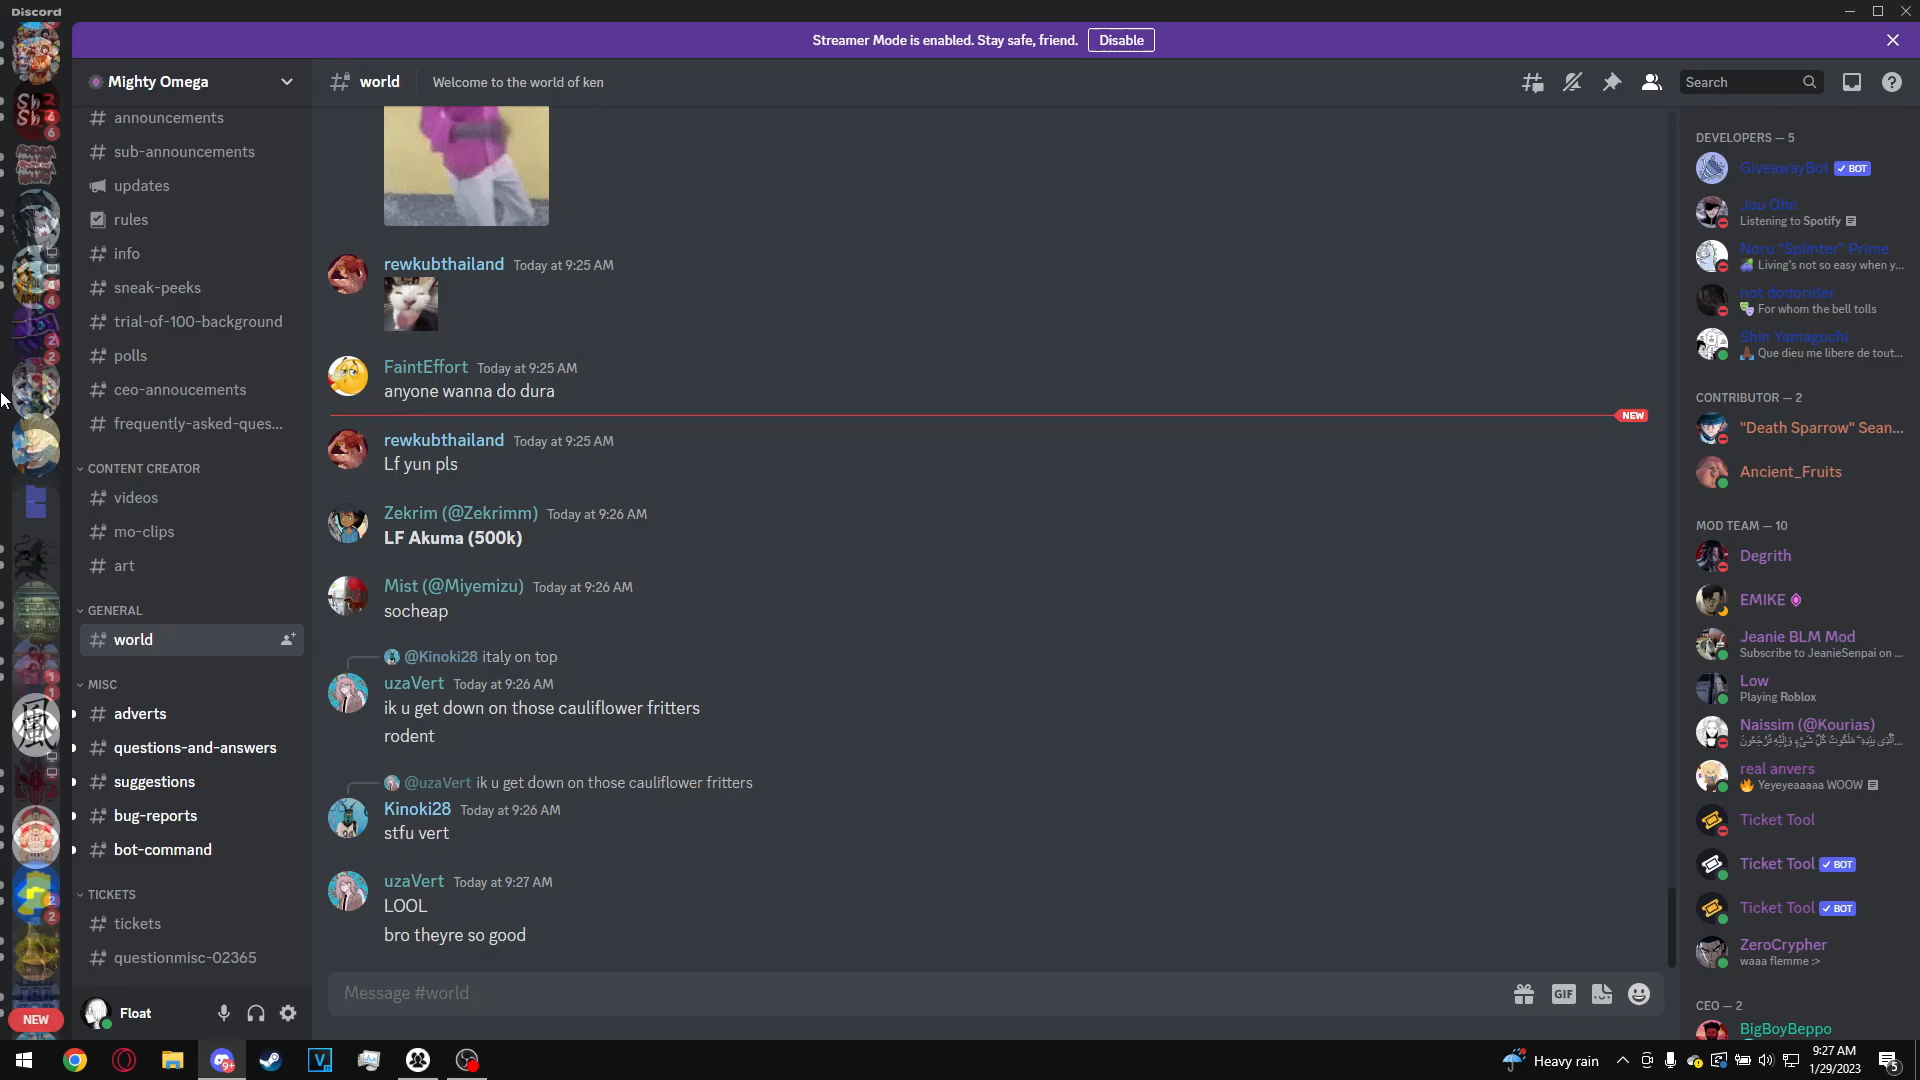 Discord
Streamer Mode is enabled. Stay safe, friend.
Disable
Mighty Omega
announcements
sub-announcements
updates
rules
info
sneak-peeks
trial-of-100-background
polls
ceo-annoucements
frequently-asked-ques...
CONTENT CREATOR
videos
mo-clips
art
GENERAL
world
MISC
adverts
questions-and-answers
suggestions
bug-reports
bot-command
TICKETS
tickets
questionmisc-02365
NEW
Float
world
Welcome to the world of ken
Search
rewkubthailand Today at 9:25 AM
FaintEffort Today at 9:25 AM
anyone wanna do dura
NEW
rewkubthailand Today at 9:25 AM
Lf yun pls
Zekrim (@Zekrimm) Today at 9:26 AM
LF Akuma (500k)
Mist (@Miyemizu) Today at 9:26 AM
socheap
@Kinoki28 italy on top
uzaVert Today at 9:26 AM
ik u get down on those cauliflower fritters
rodent
@uzaVert ik u get down on those cauliflower fritters
Kinoki28 Today at 9:26 AM
stfu vert
uzaVert Today at 9:27 AM
LOOL
bro theyre so good
Message #world
GIF
DEVELOPERS — 5
GiveawayBot BOT
Jou Ohn
Listening to Spotify
Noru "Splinter" Prime
Living's not so easy when y...
not dodorider
For whom the bell tolls
Shin Yamaguchi
Que dieu me libere de tout...
CONTRIBUTOR — 2
"Death Sparrow" Sean...
Ancient_Fruits
MOD TEAM — 10
Degrith
EMIKE
Jeanie BLM Mod
Subscribe to JeanieSenpai on ...
Low
Playing Roblox
Naissim (@Kourias)
real anvers
Yeyeyeaaaaa WOOW
Ticket Tool
Ticket Tool BOT
Ticket Tool BOT
ZeroCrypher
waaa flemme :>
CEO — 2
BigBoyBeppo
9+
Heavy rain
9:27 AM
1/29/2023
5